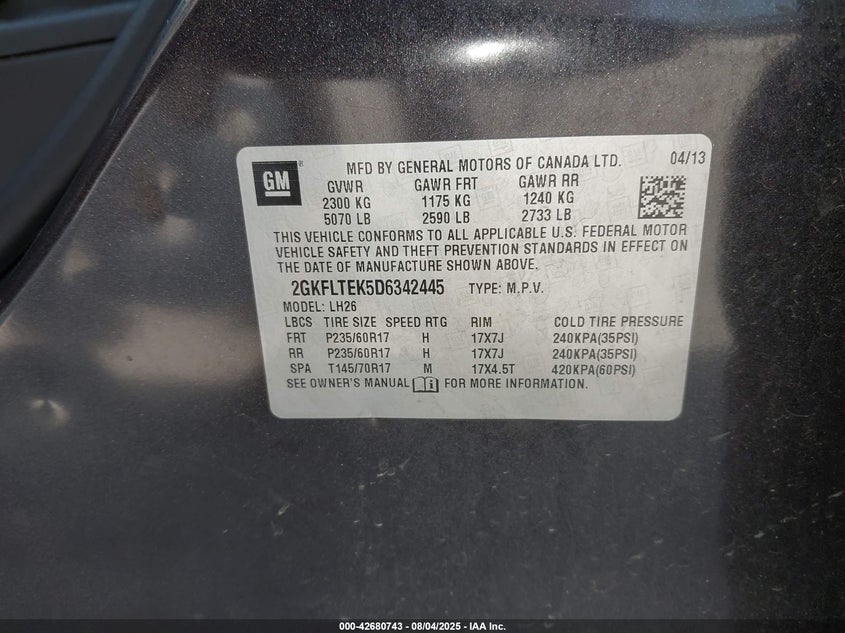 GM
MFD BY GENERAL MOTORS OF CANADA LTD. 04/13
GVWR GAWR FRT GAWR RR
2300 KG 1175 KG 1240 KG
5070 LB 2590 LB 2733 LB
THIS VEHICLE CONFORMS TO ALL APPLICABLE U.S. FEDERAL MOTOR
VEHICLE SAFETY AND THEFT PREVENTION STANDARDS IN EFFECT ON
THE DATE OF MANUFACTURE SHOWN ABOVE.
2GKFLTEK5D6342445 TYPE: M.P.V.
MODEL: LH26
LBCS TIRE SIZE SPEED RTG RIM COLD TIRE PRESSURE
FRT P235/60R17 H 17X7J 240KPA(35PSI)
RR P235/60R17 H 17X7J 240KPA(35PSI)
SPA T145/70R17 M 17X4.5T 420KPA(60PSI)
SEE OWNER'S MANUAL FOR MORE INFORMATION.
000-42680743 - 08/04/2025 - IAA Inc.